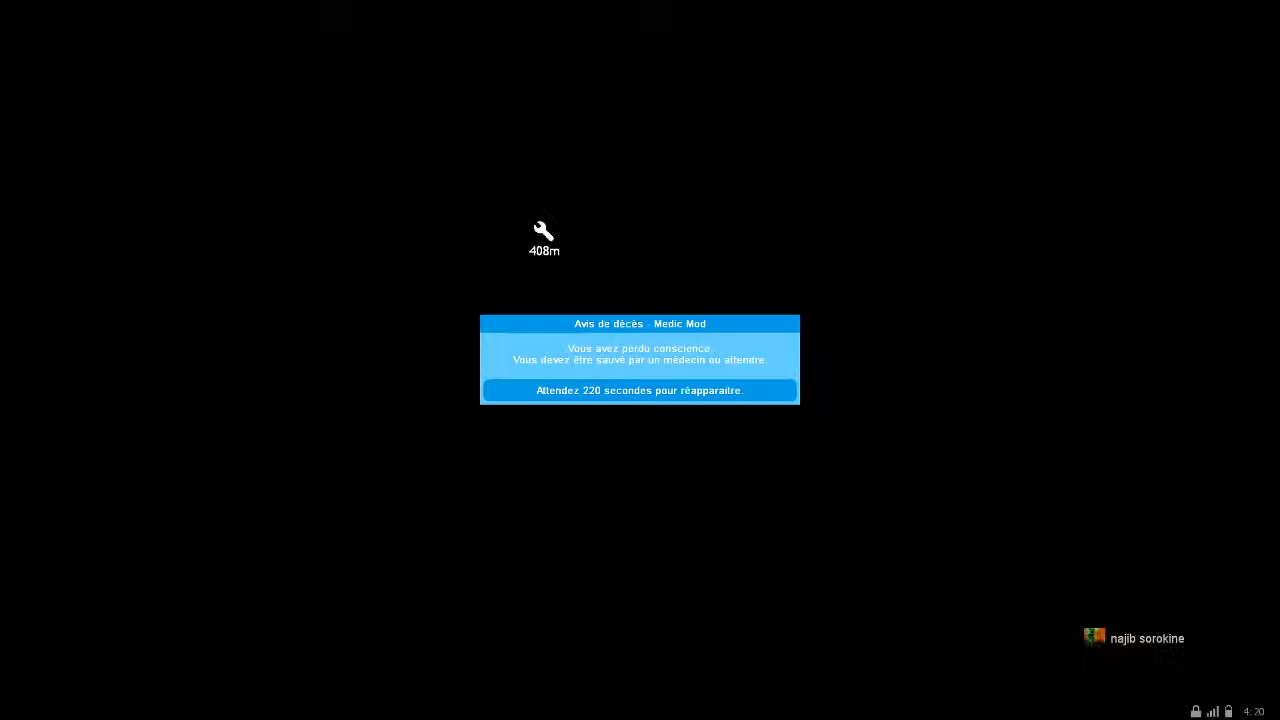 408m
Avis de décès - Medic Mod
Vous avez perdu conscience.
Vous devez être sauvé par un médecin ou attendre.
Attendez 220 secondes pour réapparaitre.
najib sorokine
4:20